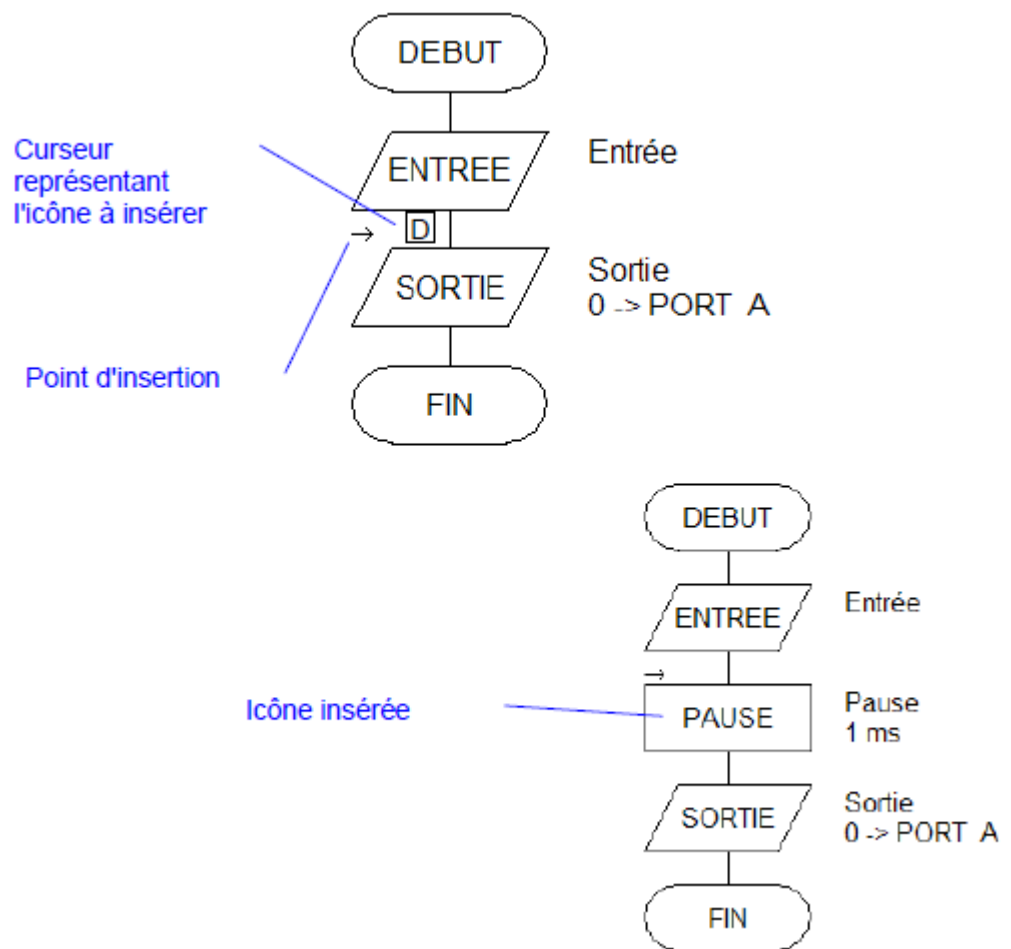 DEBUT
Curseur
représentant
l'icône à insérer
ENTREE
Entrée
D
→
SORTIE
Sortie
0 -> PORT A
Point d'insertion
FIN
DEBUT
ENTREE
Entrée
→
Icône insérée
PAUSE
Pause
1 ms
SORTIE
Sortie
0 -> PORT A
FIN